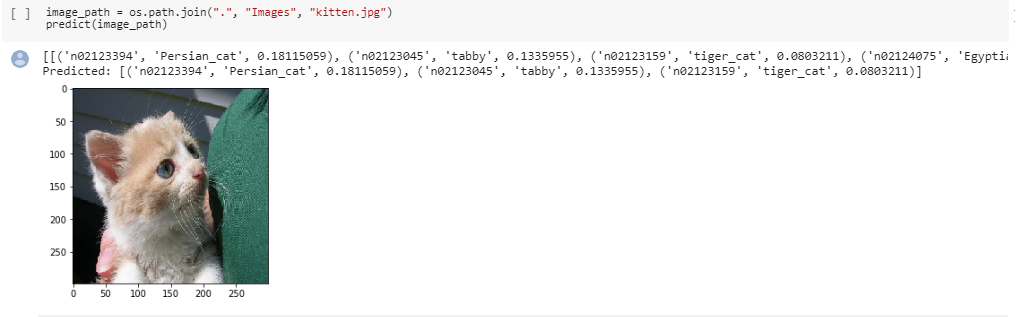 [ ] image_path = os.path.join(".", "Images", "kitten.jpg")
predict(image_path)
[[('n02123394', 'Persian_cat', 0.18115059), ('n02123045', 'tabby', 0.1335955), ('n02123159', 'tiger_cat', 0.0803211), ('n02124075', 'Egyptia
Predicted: [('n02123394', 'Persian_cat', 0.18115059), ('n02123045', 'tabby', 0.1335955), ('n02123159', 'tiger_cat', 0.0803211)]
0
50
100
150
200
250
0 50 100 150 200 250